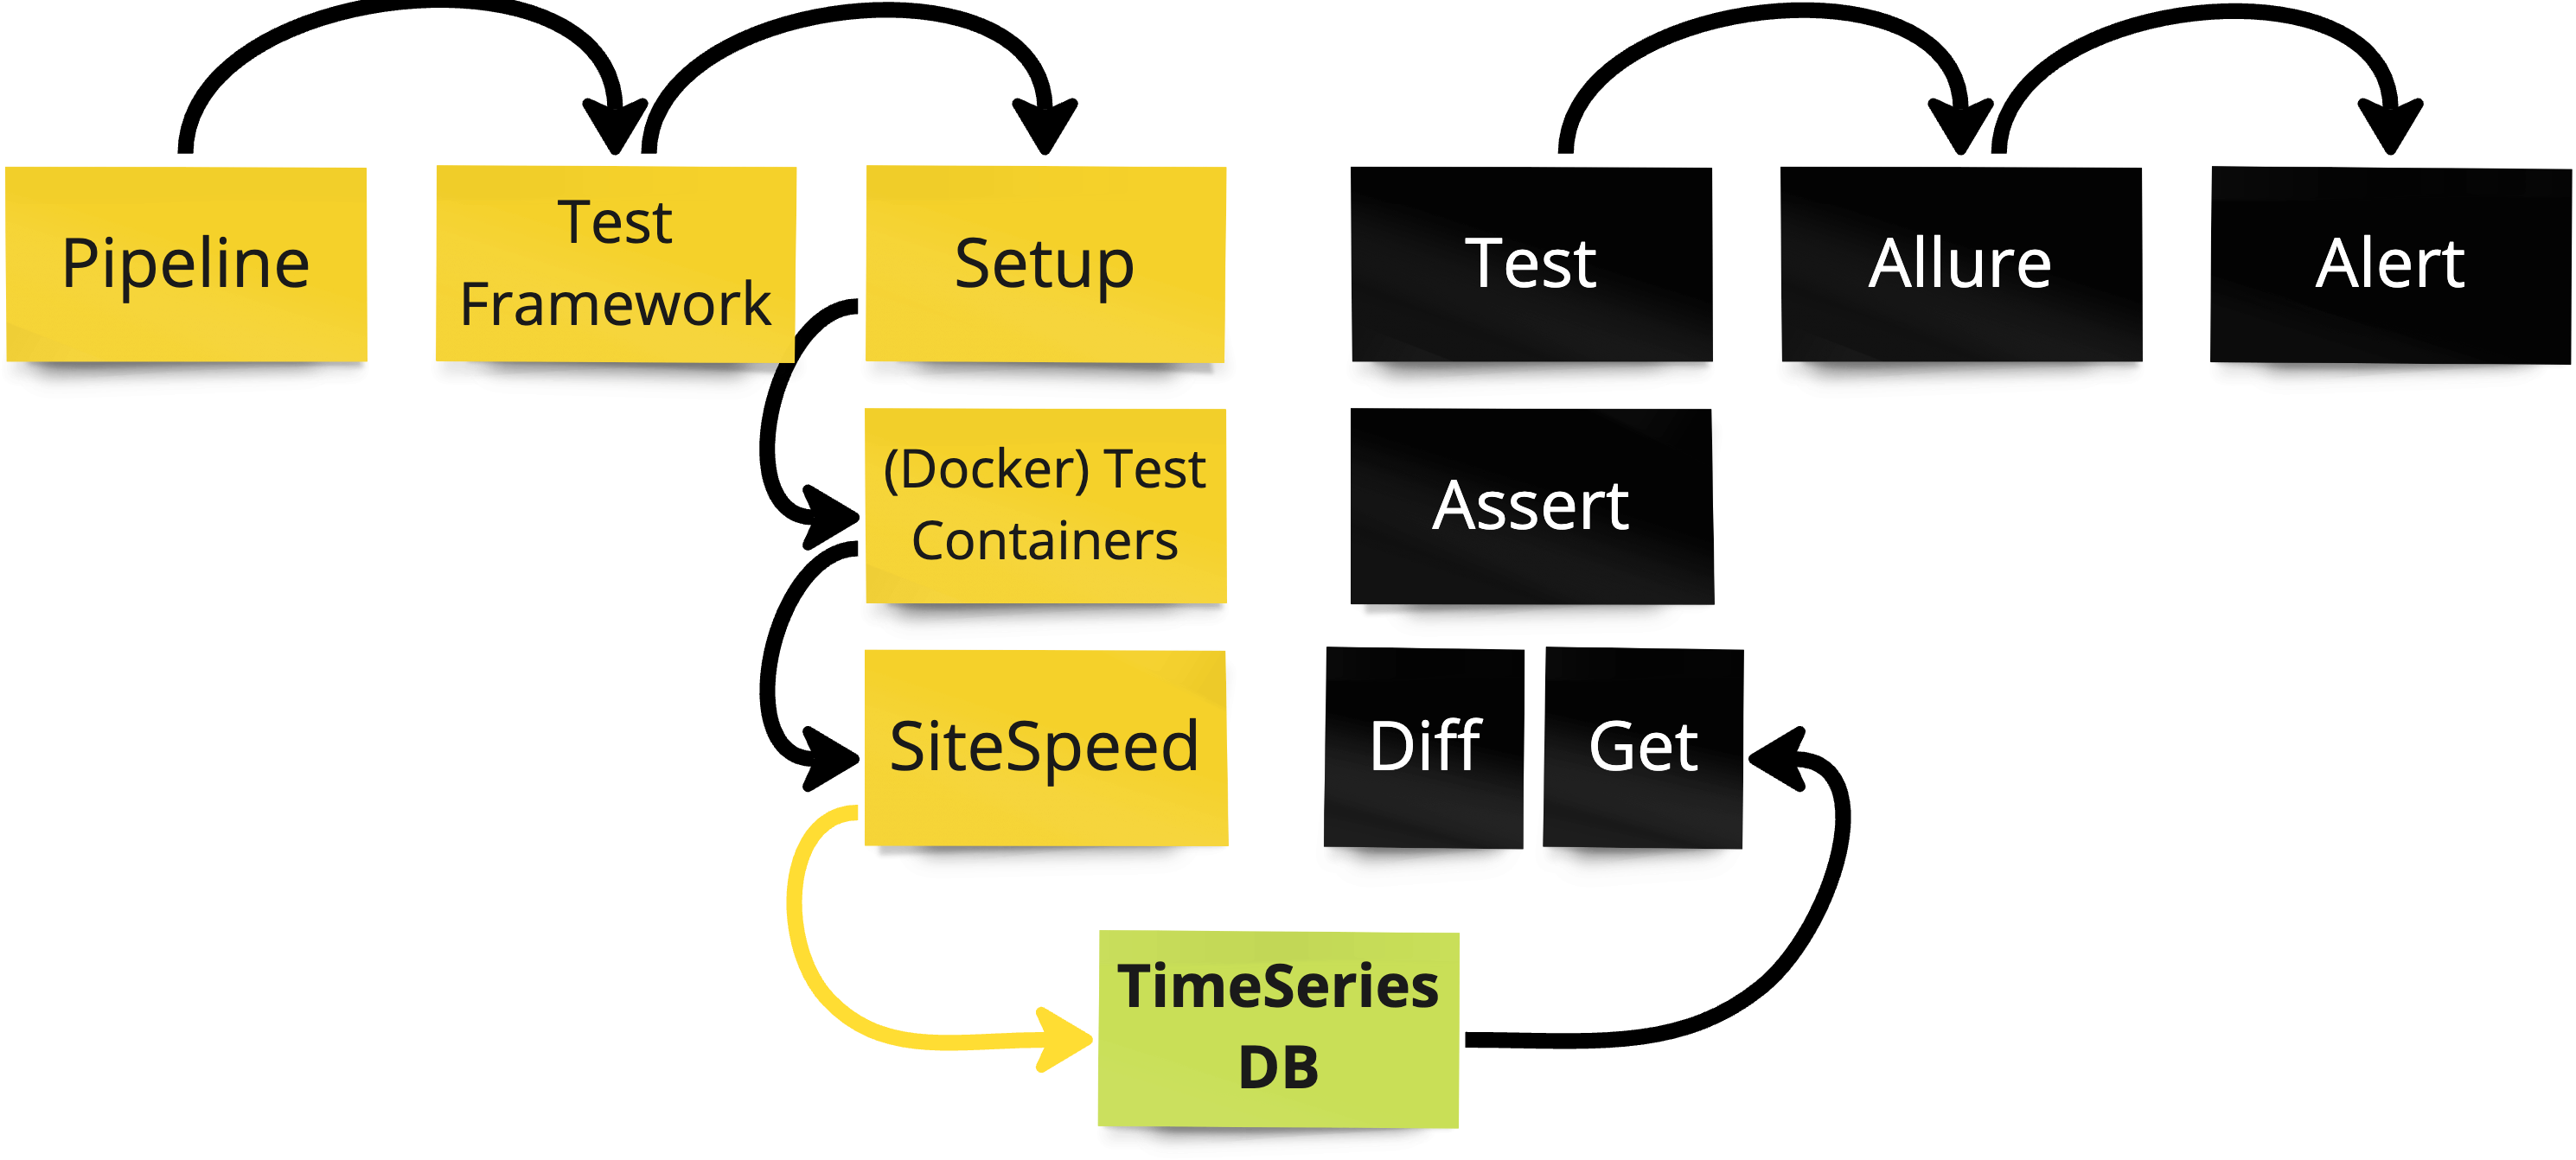 Pipeline
Test
Framework
Setup
Test
Allure
Alert
(Docker) Test
Containers
Assert
SiteSpeed
Diff
Get
TimeSeries
DB